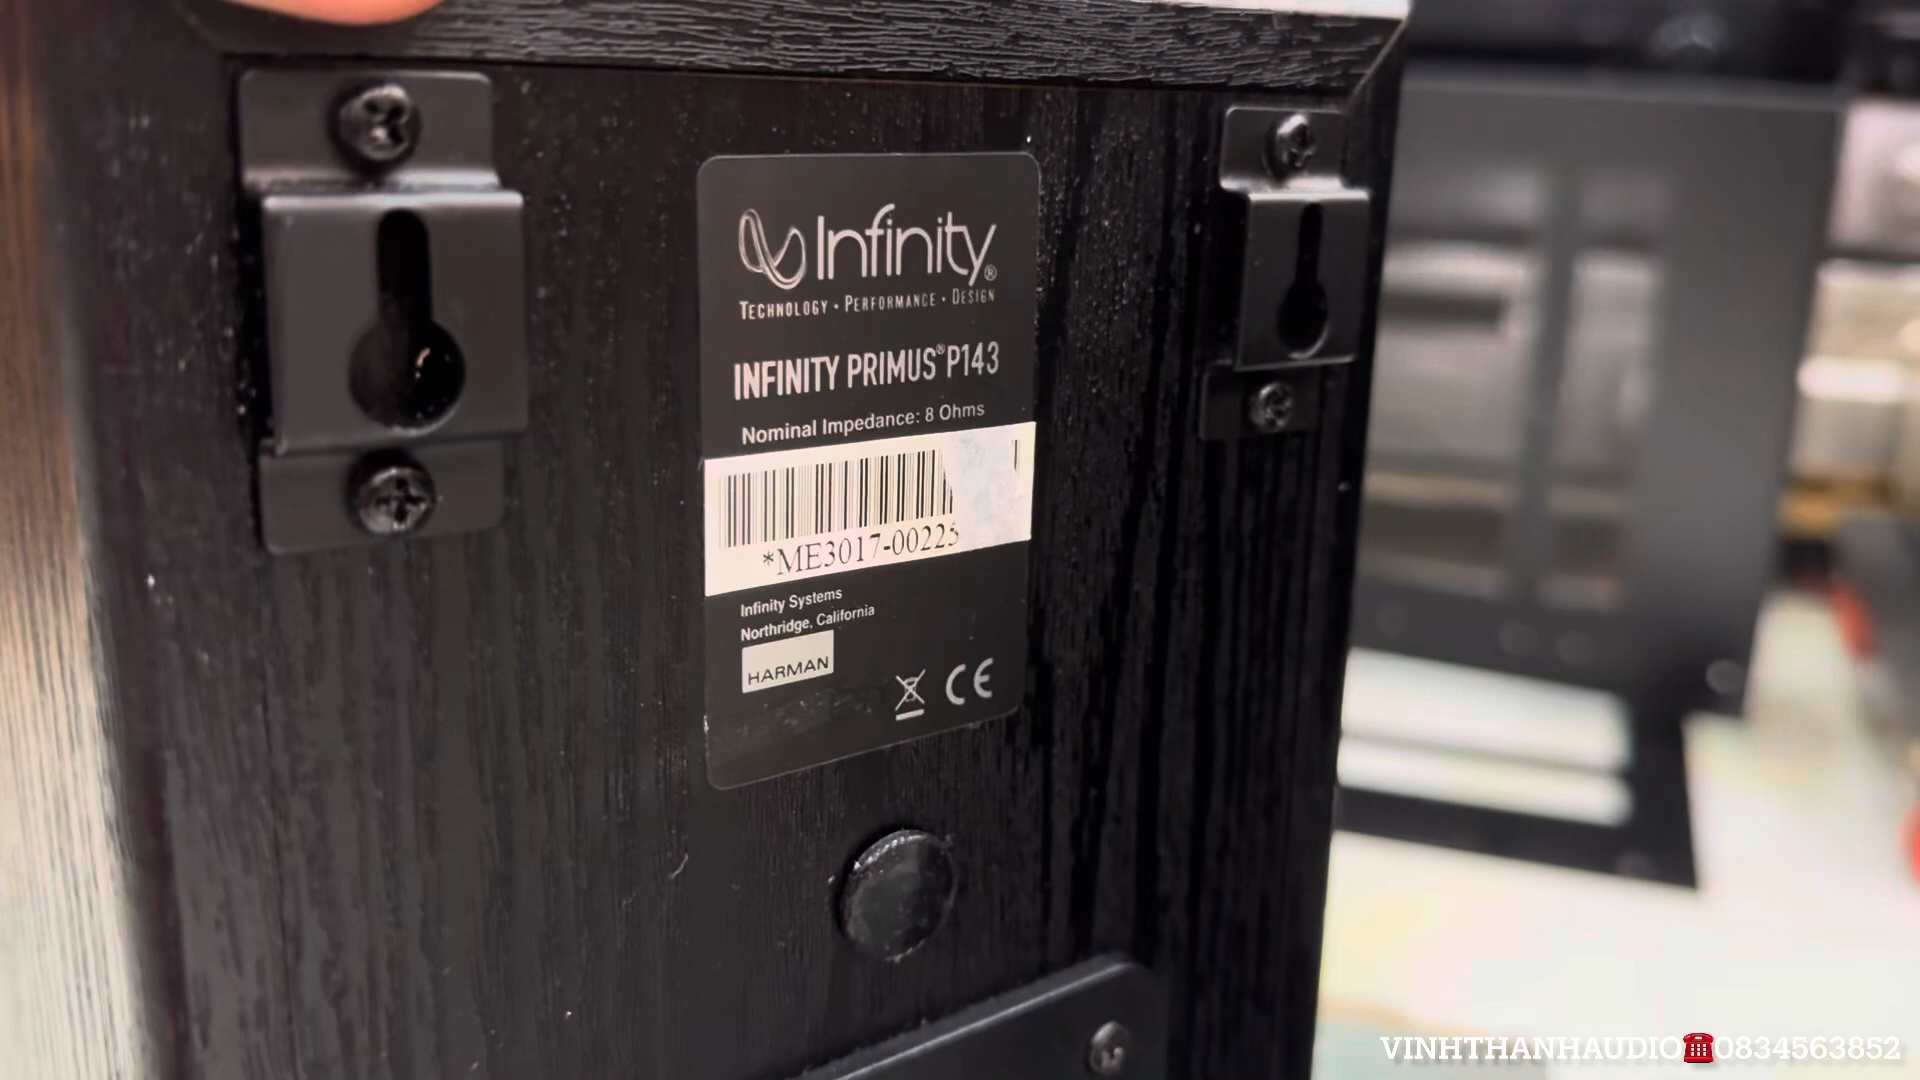 Infinity®
TECHNOLOGY • PERFORMANCE • DESIGN
INFINITY PRIMUS® P143
Nominal Impedance: 8 Ohms
*ME3017-00225
Infinity Systems
Northridge, California
HARMAN
CE
VINHTHANHAUDIO☎0834563852